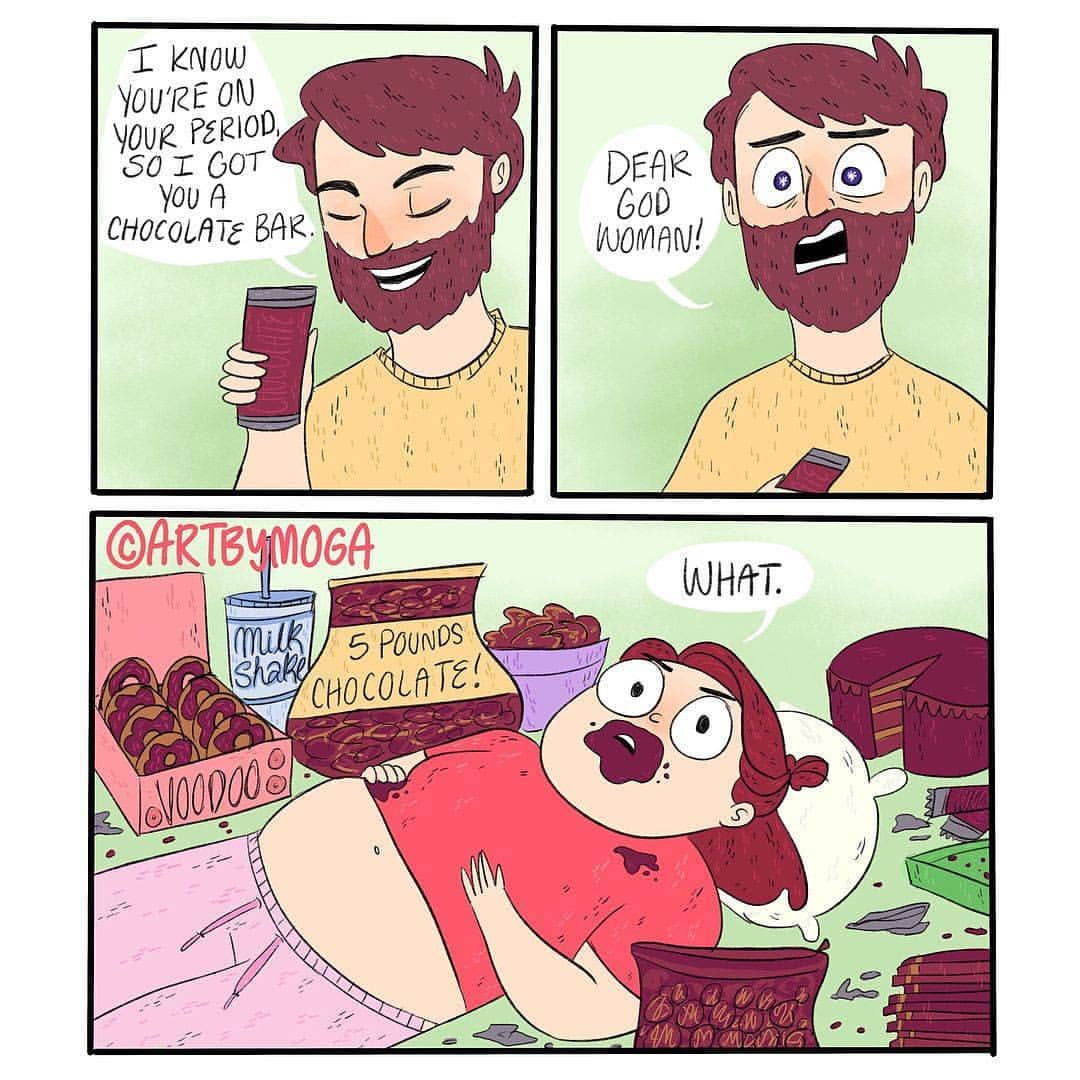 I KNOW
YOU'RE ON
YOUR PERIOD,
SO I GOT
YOU A
CHOCOLATE BAR.
CHOCOLATE
DEAR
GOD
WOMAN!
©ARTBYMOGA
WHAT.
milk
shake
5 POUNDS
CHOCOLATE!
VOODOO